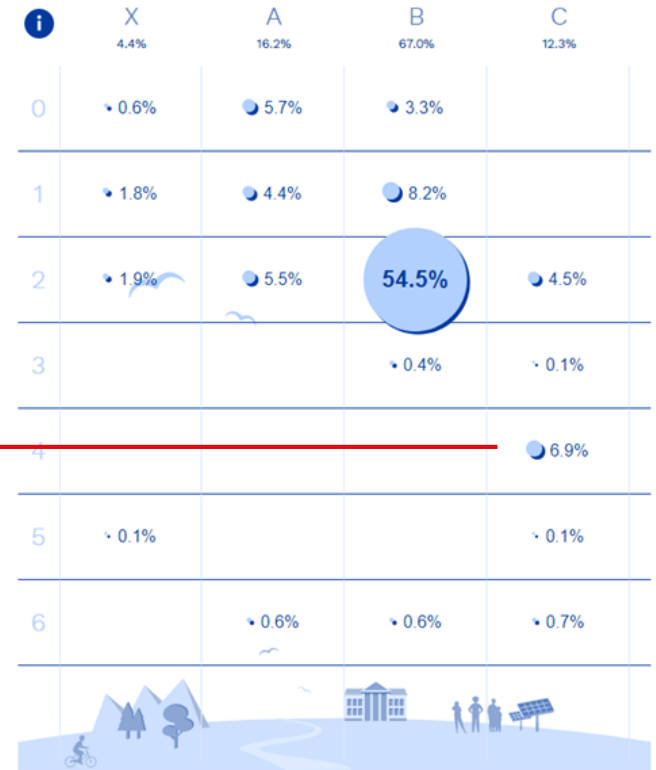 i X A B C
4.4% 16.2% 67.0% 12.3%
0 0.6% 5.7% 3.3%
1 1.8% 4.4% 8.2%
2 1.9% 5.5% 54.5% 4.5%
3 0.4% 0.1%
4 6.9%
5 0.1% 0.1%
6 0.6% 0.6% 0.7%